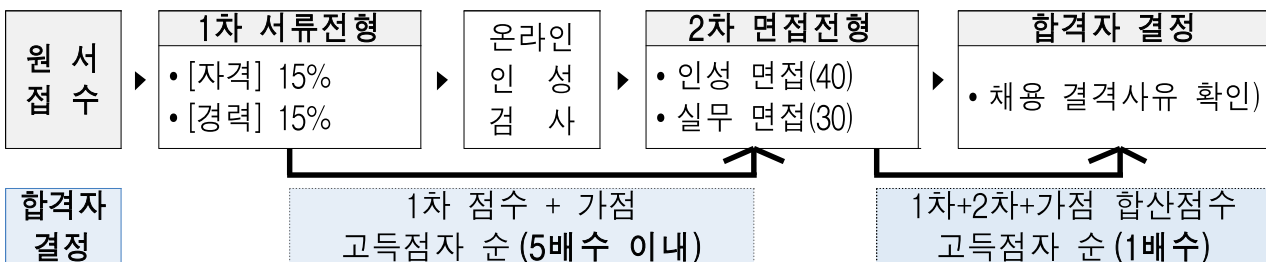 원 서
접 수
1차 서류전형
• [자격] 15%
• [경력] 15%
온라인
인 성
검 사
2차 면접전형
• 인성 면접(40)
• 실무 면접(30)
합격자 결정
• 채용 결격사유 확인)
합격자
결정
1차 점수 + 가점
고득점자 순 (5배수 이내)
1차+2차+가점 합산점수
고득점자 순 (1배수)